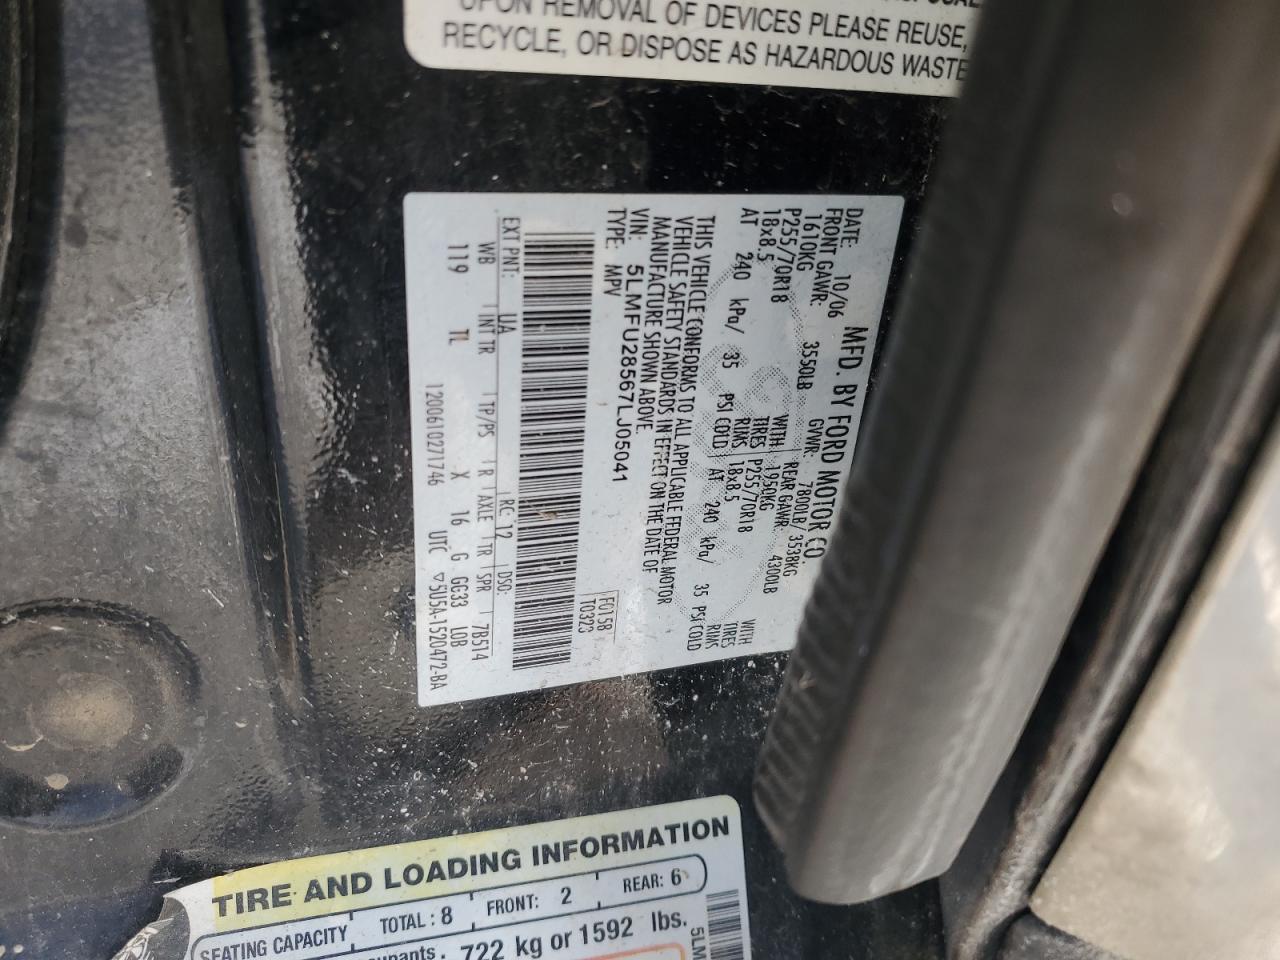 UPON REMOVAL OF DEVICES PLEASE REUSE,
RECYCLE, OR DISPOSE AS HAZARDOUS WASTE
MFD. BY FORD MOTOR CO.
DATE: 10/06 GVWR: 7800LB/ 3538KG
FRONT GAWR: 3550LB REAR GAWR: 4300LB
1610KG WITH 1950KG WITH
P255/70R18 TIRES P255/70R18 TIRES
18x8.5 RIMS 18x8.5 RIMS
AT 240 kPa/ 35 PSI COLD AT 240 kPa/ 35 PSI COLD
THIS VEHICLE CONFORMS TO ALL APPLICABLE FEDERAL MOTOR
VEHICLE SAFETY STANDARDS IN EFFECT ON THE DATE OF
MANUFACTURE SHOWN ABOVE.
VIN: 5LMFU28567LJ05041
TYPE: MPV
F0158
T0323
EXT PNT: UA RC: 12 DSO:
WB INT TR TP/PS R AXLE TR SPR 7B514
119 TL X 16 G GG33 LOB
1200610271746 UTC ▽5U5A-1520472-BA
TIRE AND LOADING INFORMATION
SEATING CAPACITY TOTAL : 8 FRONT: 2 REAR: 6
722 kg or 1592 lbs.
5LM